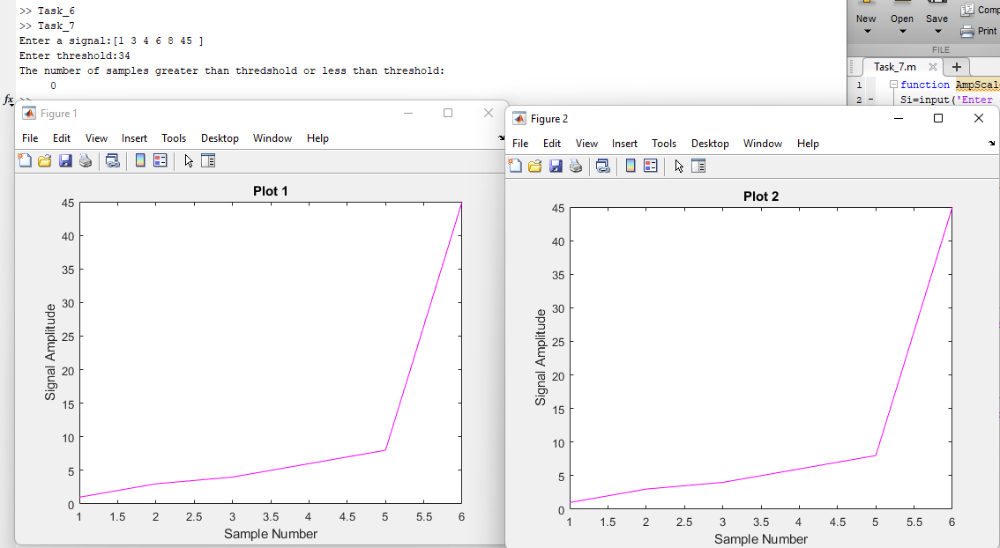 >> Task_6
>> Task_7
Enter a signal:[1 3 4 6 8 45 ]
Enter threshold:34
The number of samples greater than thredshold or less than threshold:
0
fx >>
New Open Save
Print
FILE
Task_7.m
1 function
2 - Si=input('Enter
Figure 1
File Edit View Insert Tools Desktop Window Help
Plot 1
45
40
35
30
25
20
15
10
5
0
Signal Amplitude
1 1.5 2 2.5 3 3.5 4 4.5 5 5.5 6
Sample Number
Figure 2
File Edit View Insert Tools Desktop Window Help
Plot 2
45
40
35
30
25
20
15
10
5
0
Signal Amplitude
1 1.5 2 2.5 3 3.5 4 4.5 5 5.5 6
Sample Number